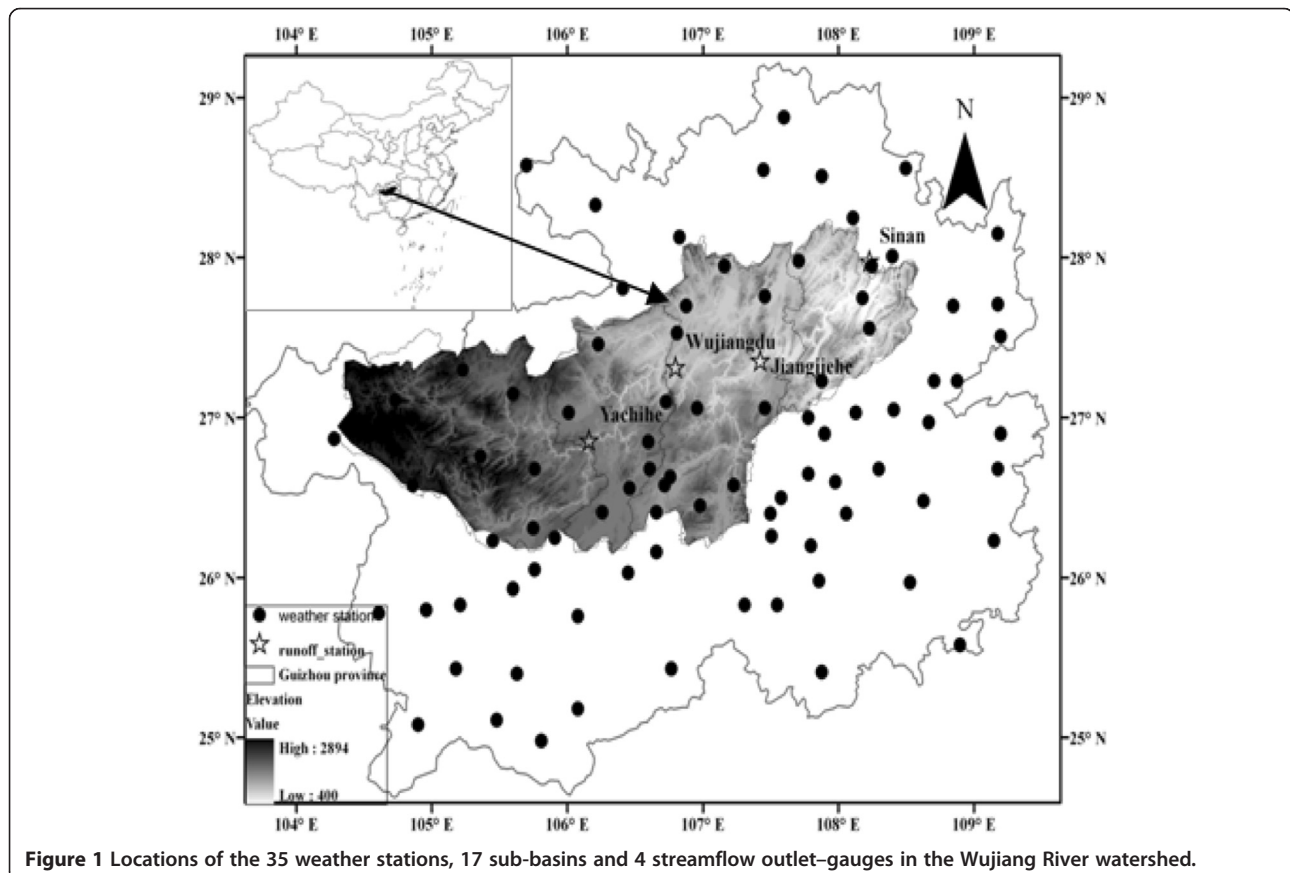 104° E 105° E 106° E 107° E 108° E 109° E
29° N 29° N
N
28° N Sinan 28° N
Wujiangdu
Jiangjiehe
27° N 27° N
Yachihe
26° N 26° N
weather station
runoff_station
Guizhou province
Elevation
Value
High : 2894
Low : 400
25° N 25° N
104° E 105° E 106° E 107° E 108° E 109° E
Figure 1 Locations of the 35 weather stations, 17 sub-basins and 4 streamflow outlet–gauges in the Wujiang River watershed.